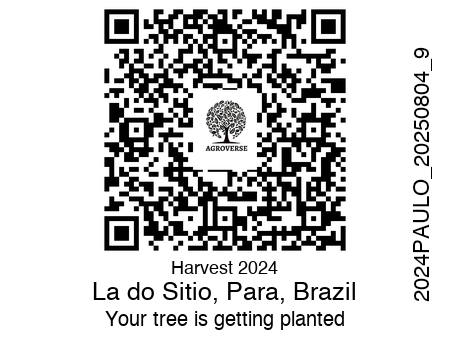 AGROVERSE
Harvest 2024
La do Sitio, Para, Brazil
Your tree is getting planted
2024PAULO_20250804_9